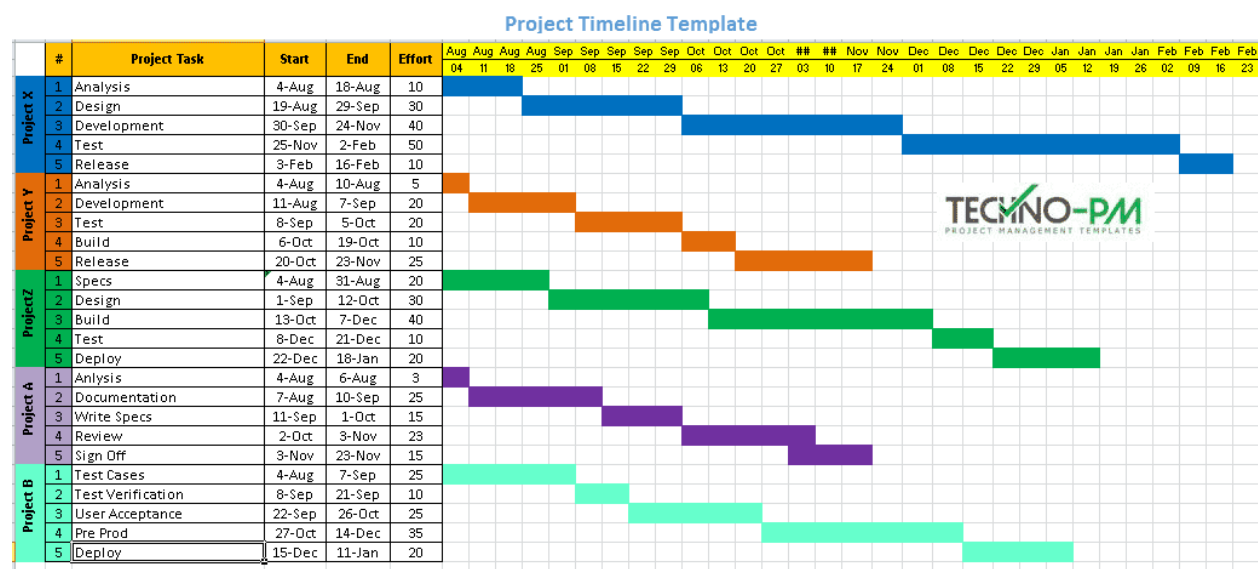 Project Timeline Template
# Project Task Start End Effort Aug Aug Aug Aug Sep Sep Sep Sep Sep Oct Oct Oct Oct ## ## Nov Nov Dec Dec Dec Dec Dec Jan Jan Jan Jan Feb Feb Feb Feb
04 11 18 25 01 08 15 22 29 06 13 20 27 03 10 17 24 01 08 15 22 29 05 12 19 26 02 09 16 23
Project X
1 Analysis 4-Aug 18-Aug 10
2 Design 19-Aug 29-Sep 30
3 Development 30-Sep 24-Nov 40
4 Test 25-Nov 2-Feb 50
5 Release 3-Feb 16-Feb 10
Project Y
1 Analysis 4-Aug 10-Aug 5
2 Development 11-Aug 7-Sep 20
3 Test 8-Sep 5-Oct 20
4 Build 6-Oct 19-Oct 10
5 Release 20-Oct 23-Nov 25
TECHNO-PM
PROJECT MANAGEMENT TEMPLATES
ProjectZ
1 Specs 4-Aug 31-Aug 20
2 Design 1-Sep 12-Oct 30
3 Build 13-Oct 7-Dec 40
4 Test 8-Dec 21-Dec 10
5 Deploy 22-Dec 18-Jan 20
Project A
1 Anlysis 4-Aug 6-Aug 3
2 Documentation 7-Aug 10-Sep 25
3 Write Specs 11-Sep 1-Oct 15
4 Review 2-Oct 3-Nov 23
5 Sign Off 3-Nov 23-Nov 15
Project B
1 Test Cases 4-Aug 7-Sep 25
2 Test Verification 8-Sep 21-Sep 10
3 User Acceptance 22-Sep 26-Oct 25
4 Pre Prod 27-Oct 14-Dec 35
5 Deploy 15-Dec 11-Jan 20